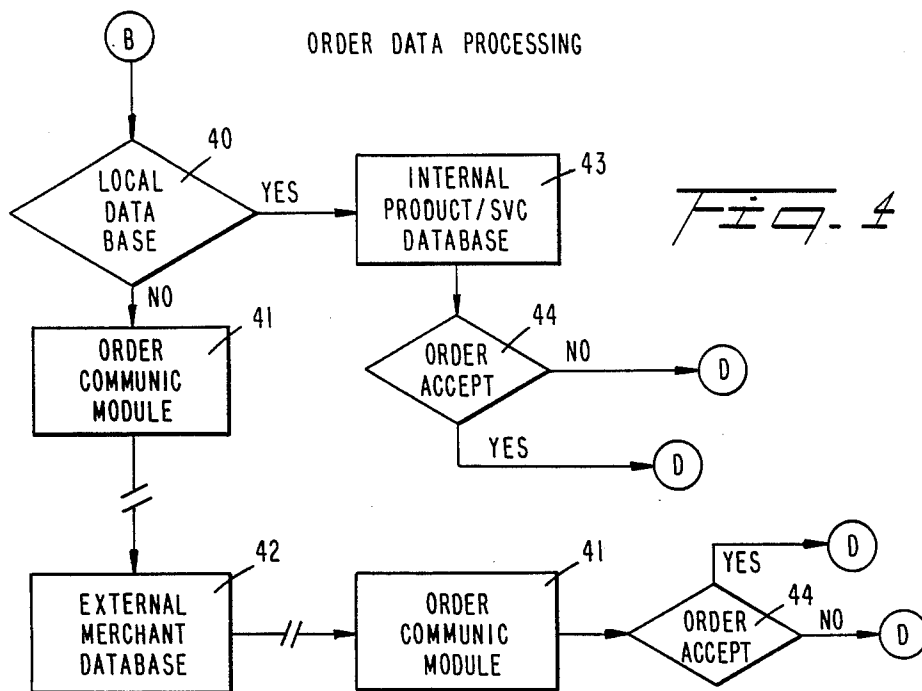 B
ORDER DATA PROCESSING
40
LOCAL
DATA
BASE
YES
NO
43
INTERNAL
PRODUCT/SVC
DATABASE
Fig. 4
41
ORDER
COMMUNIC
MODULE
44
ORDER
ACCEPT
NO
D
YES
D
42
EXTERNAL
MERCHANT
DATABASE
41
ORDER
COMMUNIC
MODULE
44
ORDER
ACCEPT
YES
D
NO
D